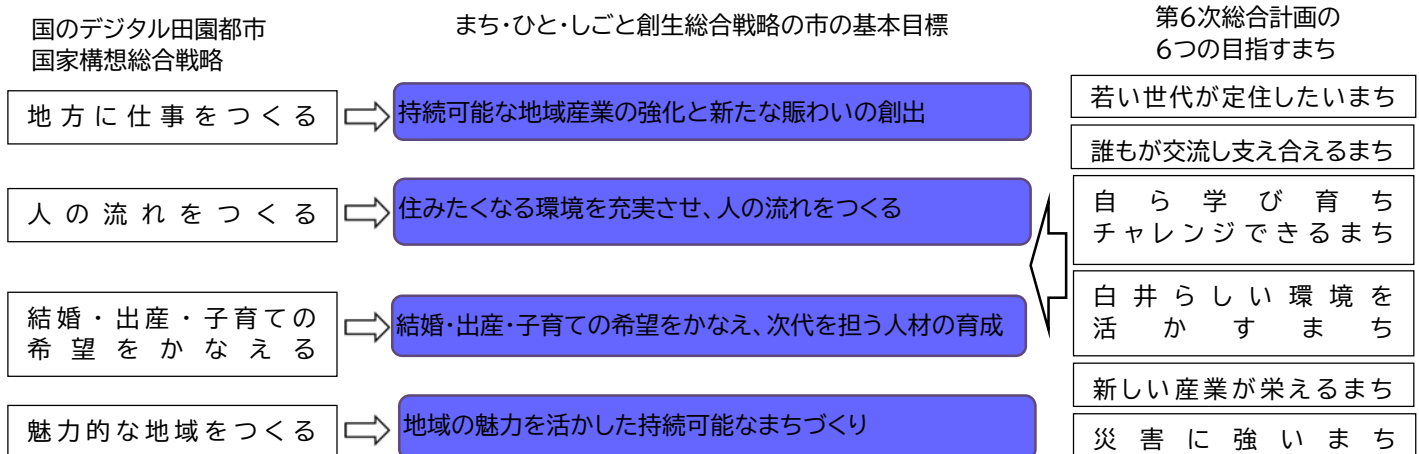 国のデジタル田園都市
国家構想総合戦略
まち・ひと・しごと創生総合戦略の市の基本目標
第6次総合計画の
6つの目指すまち
地方に仕事をつくる
持続可能な地域産業の強化と新たな賑わいの創出
人の流れをつくる
住みたくなる環境を充実させ、人の流れをつくる
結婚・出産・子育ての
希望をかなえる
結婚・出産・子育ての希望をかなえ、次代を担う人材の育成
魅力的な地域をつくる
地域の魅力を活かした持続可能なまちづくり
若い世代が定住したいまち
誰もが交流し支え合えるまち
自ら学び育ち
チャレンジできるまち
白井らしい環境を
活かすまち
新しい産業が栄えるまち
災害に強いまち